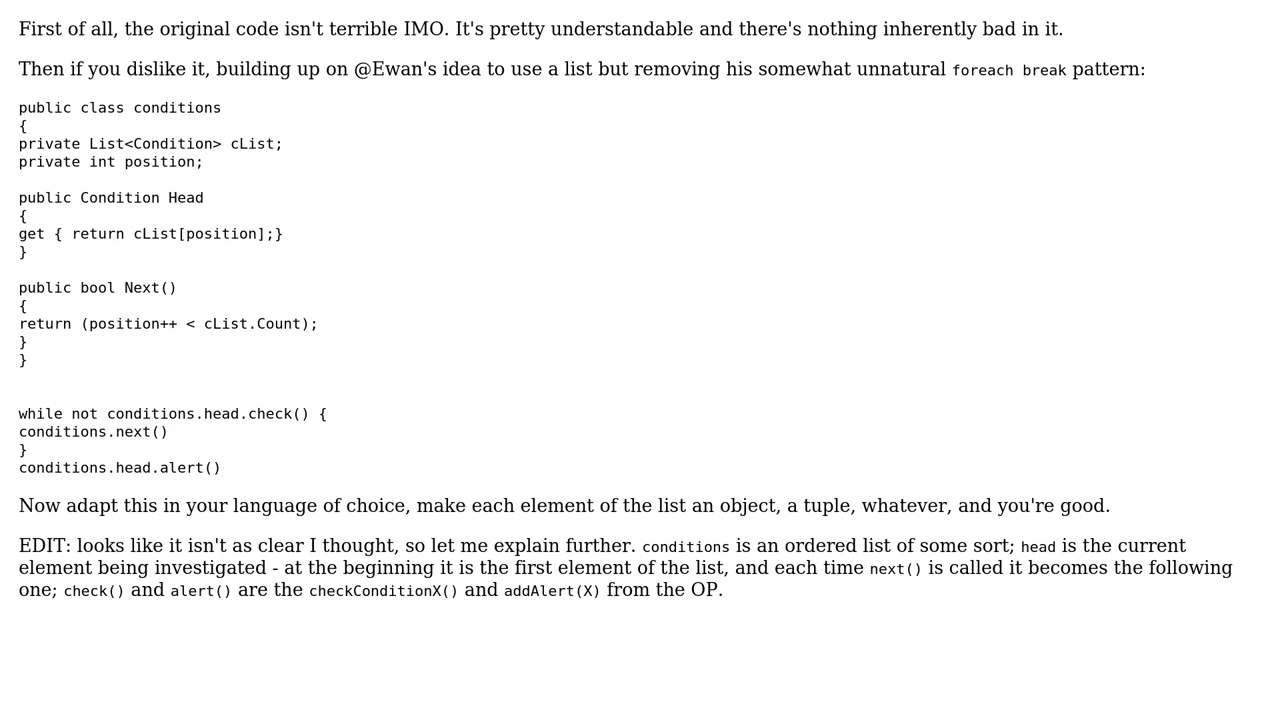 First of all, the original code isn't terrible IMO. It's pretty understandable and there's nothing inherently bad in it.
Then if you dislike it, building up on @Ewan's idea to use a list but removing his somewhat unnatural foreach break pattern:
public class conditions
{
private List<Condition> cList;
private int position;
public Condition Head
{
get { return cList[position];}
}
public bool Next()
{
return (position++ < cList.Count);
}
}
while not conditions.head.check() {
conditions.next()
}
conditions.head.alert()
Now adapt this in your language of choice, make each element of the list an object, a tuple, whatever, and you're good.
EDIT: looks like it isn't as clear I thought, so let me explain further. conditions is an ordered list of some sort; head is the current
element being investigated - at the beginning it is the first element of the list, and each time next() is called it becomes the following
one; check() and alert() are the checkConditionX() and addAlert(X) from the OP.